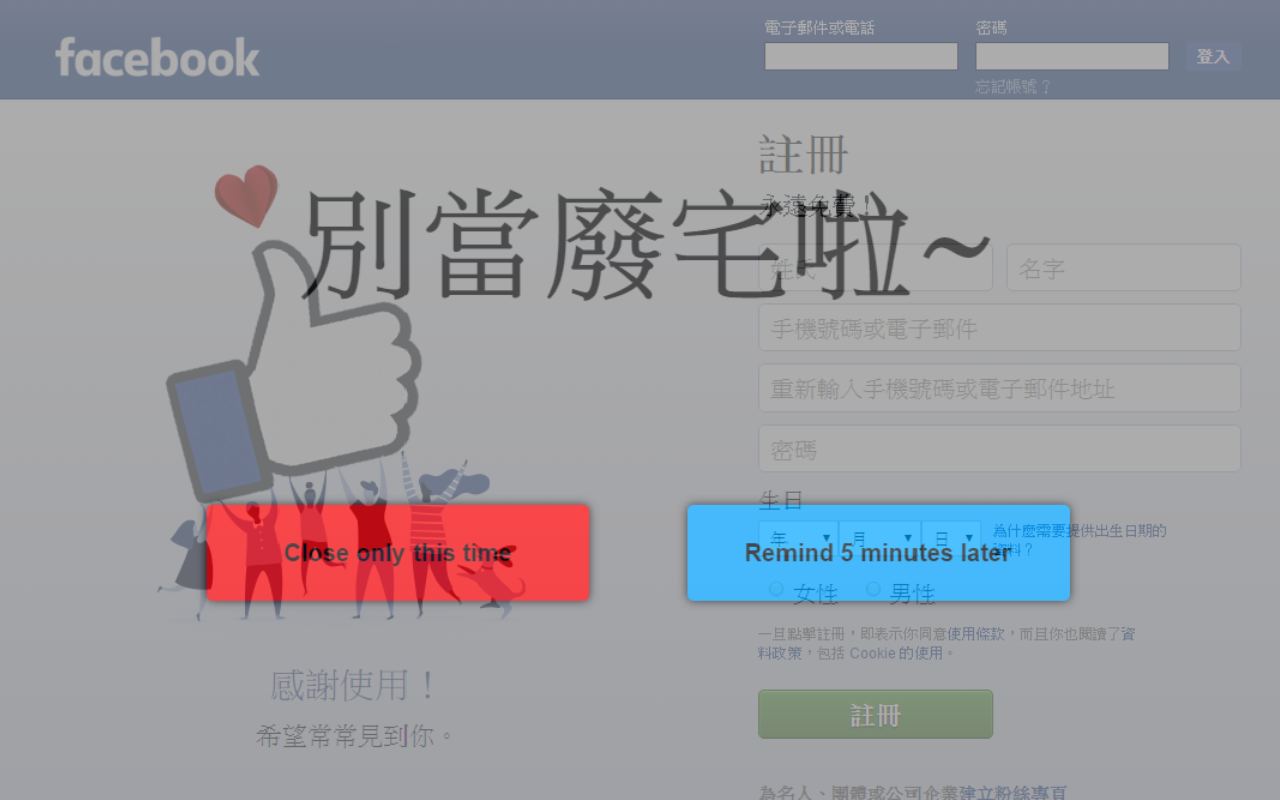 facebook
電子郵件或電話
密碼
登入
忘記帳號？
註冊
永遠免費！
別當廢宅啦~
姓氏
名字
手機號碼或電子郵件
重新輸入手機號碼或電子郵件地址
密碼
生日
年 月 日
為什麼需要提供出生日期的
資料？
Close only this time
Remind 5 minutes later
女性 男性
一旦點擊註冊，即表示你同意使用條款，而且你也閱讀了資
料政策，包括 Cookie 的使用。
感謝使用！
希望常常見到你。
註冊
為名人、團體或公司企業建立粉絲專頁